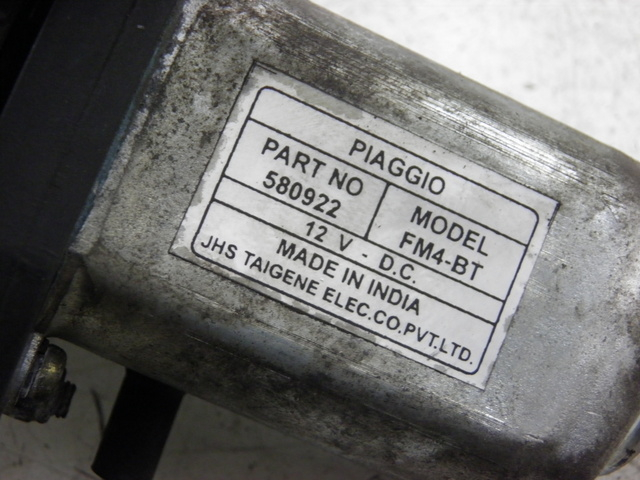 PIAGGIO
PART NO
580922
MODEL
FM4-BT
12 V - D.C.
MADE IN INDIA
JHS TAIGENE ELEC.CO.PVT.LTD.